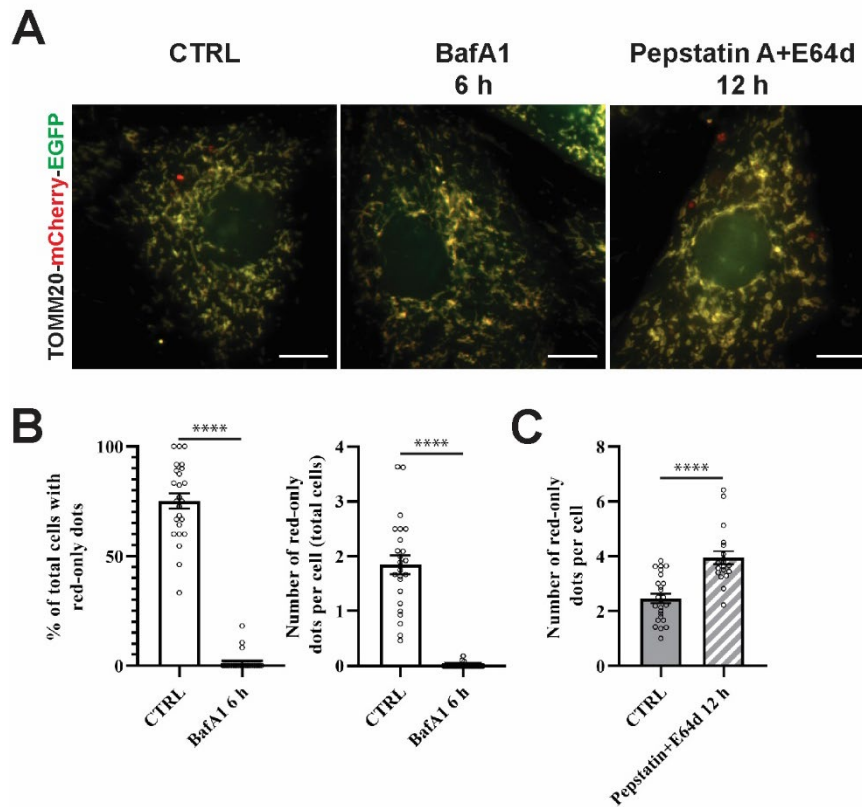 A
CTRL
BafA1
6 h
Pepstatin A+E64d
12 h
TOMM20-mCherry-EGFP
B
****
% of total cells with
red-only dots
100
50
0
CTRL
BafA1 6 h
****
Number of red-only
dots per cell (total cells)
4
3
2
1
0
CTRL
BafA1 6 h
C
****
Number of red-only
dots per cell
8
6
4
2
0
CTRL
Pepstatin+E64d 12 h